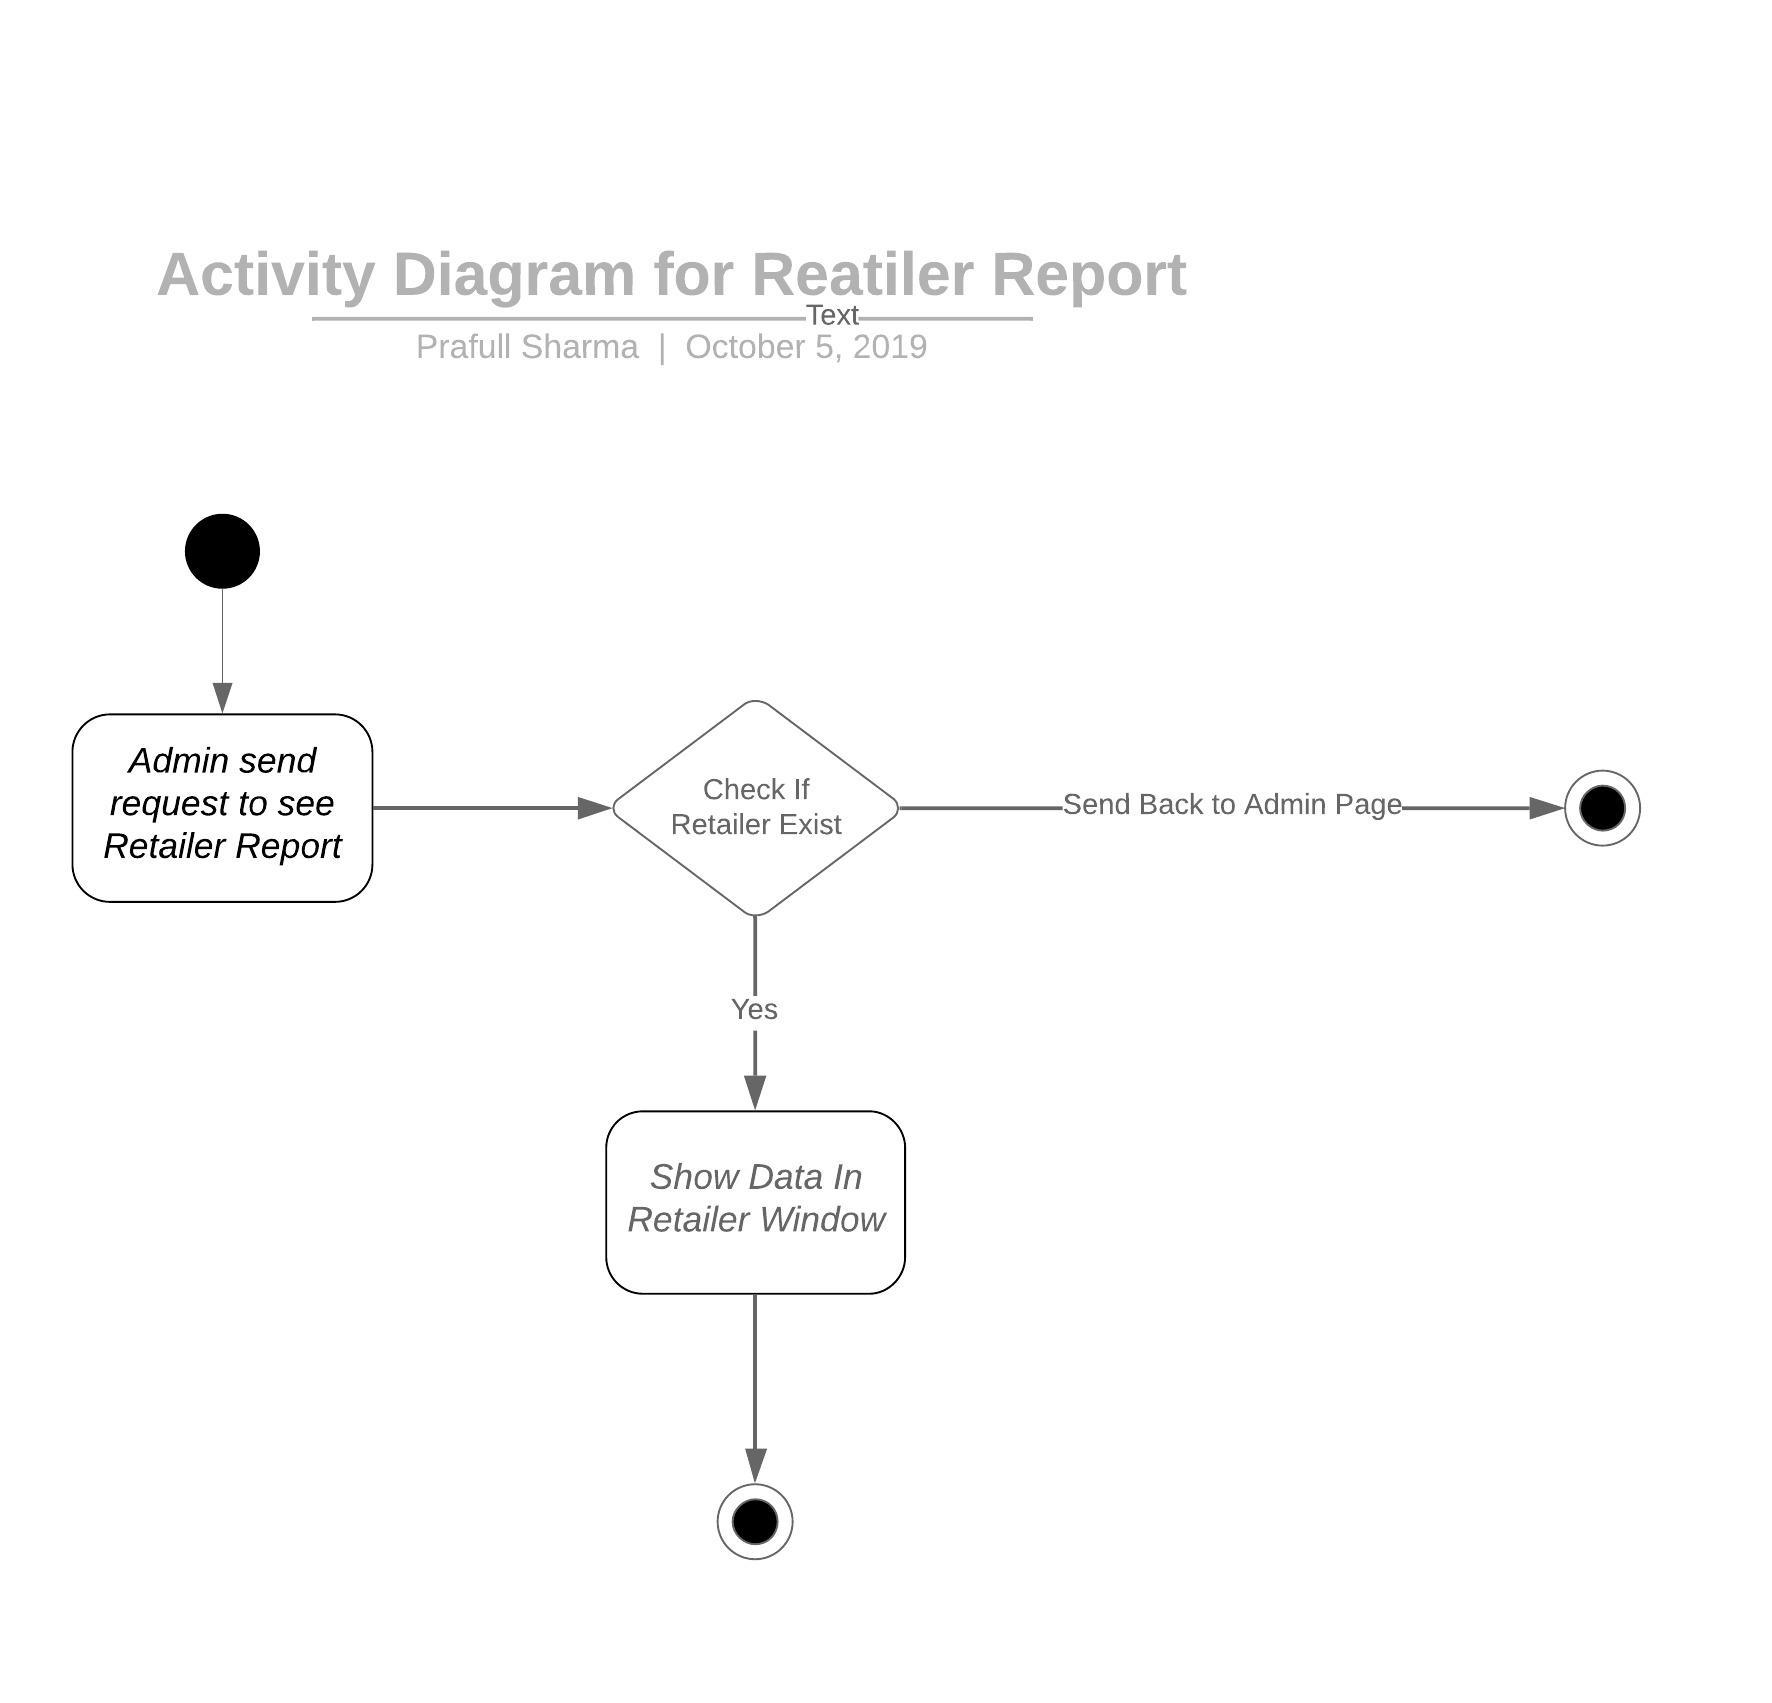 Activity Diagram for Reatiler Report
Text
Prafull Sharma | October 5, 2019
Admin send
request to see
Retailer Report
Check If
Retailer Exist
Send Back to Admin Page
Yes
Show Data In
Retailer Window